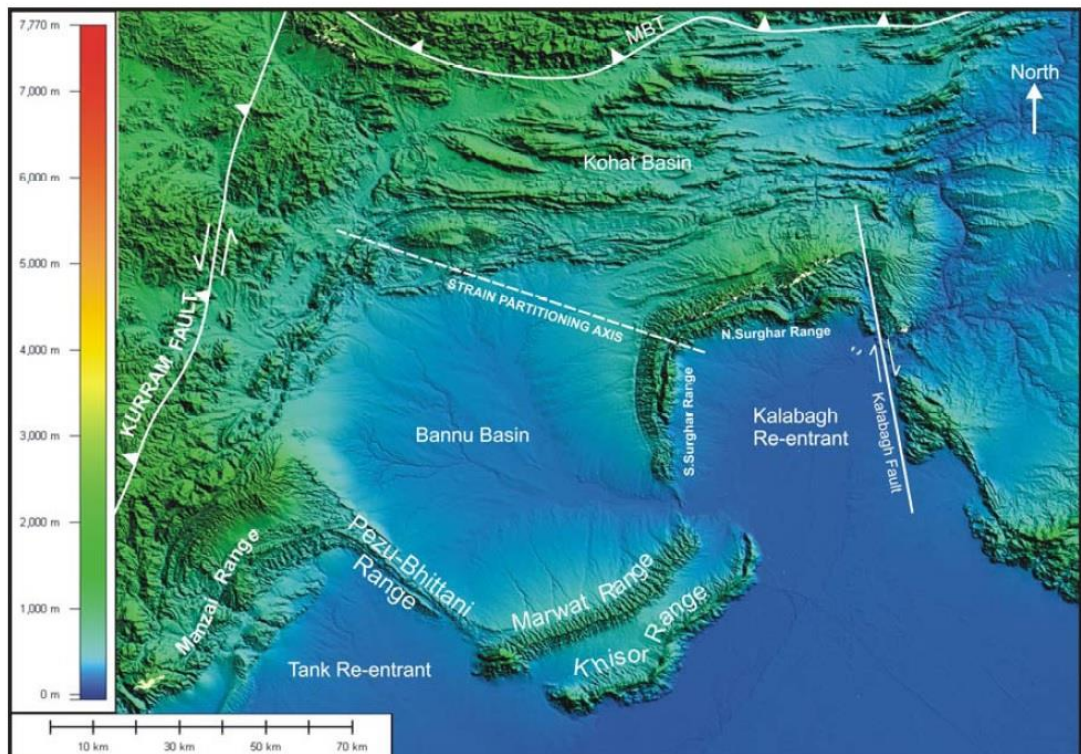 7,770 m
7,000 m
6,000 m
5,000 m
4,000 m
3,000 m
2,000 m
1,000 m
0 m
MBT
North
Kohat Basin
KURRAM FAULT
STRAIN PARTITIONING AXIS
N.Surghar Range
S.Surghar Range
Bannu Basin
Kalabagh
Re-entrant
Kalabagh Fault
Manzai Range
Pezu-Bhittani
Range
Marwat Range
Khisor Range
Tank Re-entrant
10 km
30 km
50 km
70 km